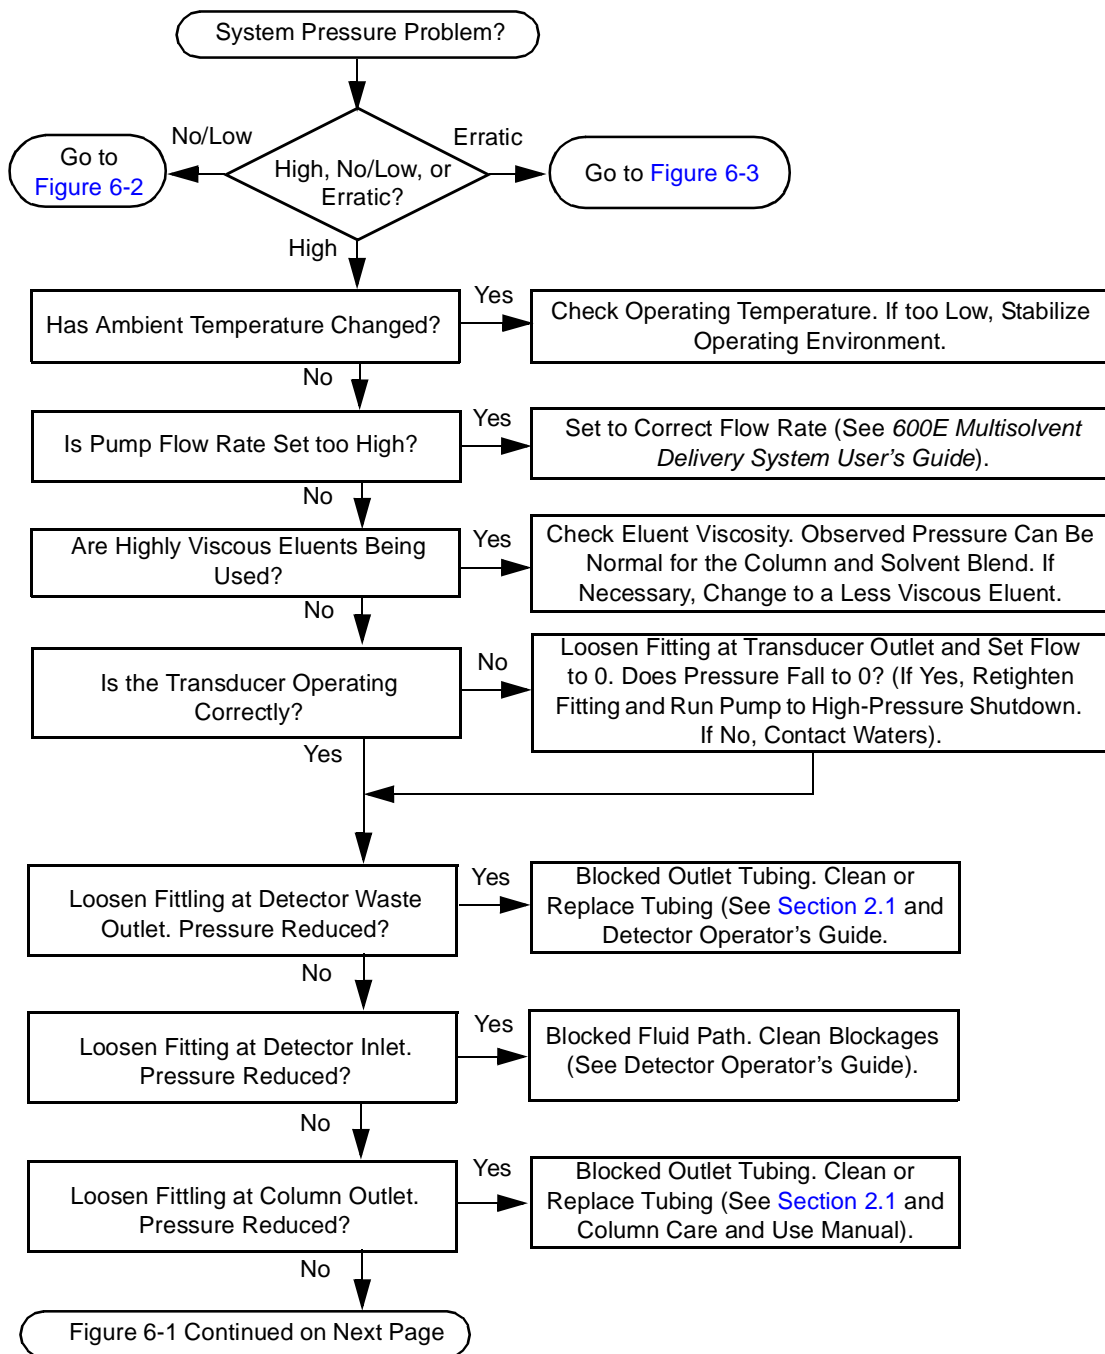 System Pressure Problem?
No/Low
Erratic
Go to
Figure 6-2
High, No/Low, or
Erratic?
Go to Figure 6-3
High
Has Ambient Temperature Changed?
Yes
Check Operating Temperature. If too Low, Stabilize
Operating Environment.
No
Is Pump Flow Rate Set too High?
Yes
Set to Correct Flow Rate (See 600E Multisolvent
Delivery System User's Guide).
No
Are Highly Viscous Eluents Being
Used?
Yes
Check Eluent Viscosity. Observed Pressure Can Be
Normal for the Column and Solvent Blend. If
Necessary, Change to a Less Viscous Eluent.
No
Is the Transducer Operating
Correctly?
No
Loosen Fitting at Transducer Outlet and Set Flow
to 0. Does Pressure Fall to 0? (If Yes, Retighten
Fitting and Run Pump to High-Pressure Shutdown.
If No, Contact Waters).
Yes
Loosen Fittling at Detector Waste
Outlet. Pressure Reduced?
Yes
Blocked Outlet Tubing. Clean or
Replace Tubing (See Section 2.1 and
Detector Operator's Guide.
No
Loosen Fitting at Detector Inlet.
Pressure Reduced?
Yes
Blocked Fluid Path. Clean Blockages
(See Detector Operator's Guide).
No
Loosen Fittling at Column Outlet.
Pressure Reduced?
Yes
Blocked Outlet Tubing. Clean or
Replace Tubing (See Section 2.1 and
Column Care and Use Manual).
No
Figure 6-1 Continued on Next Page